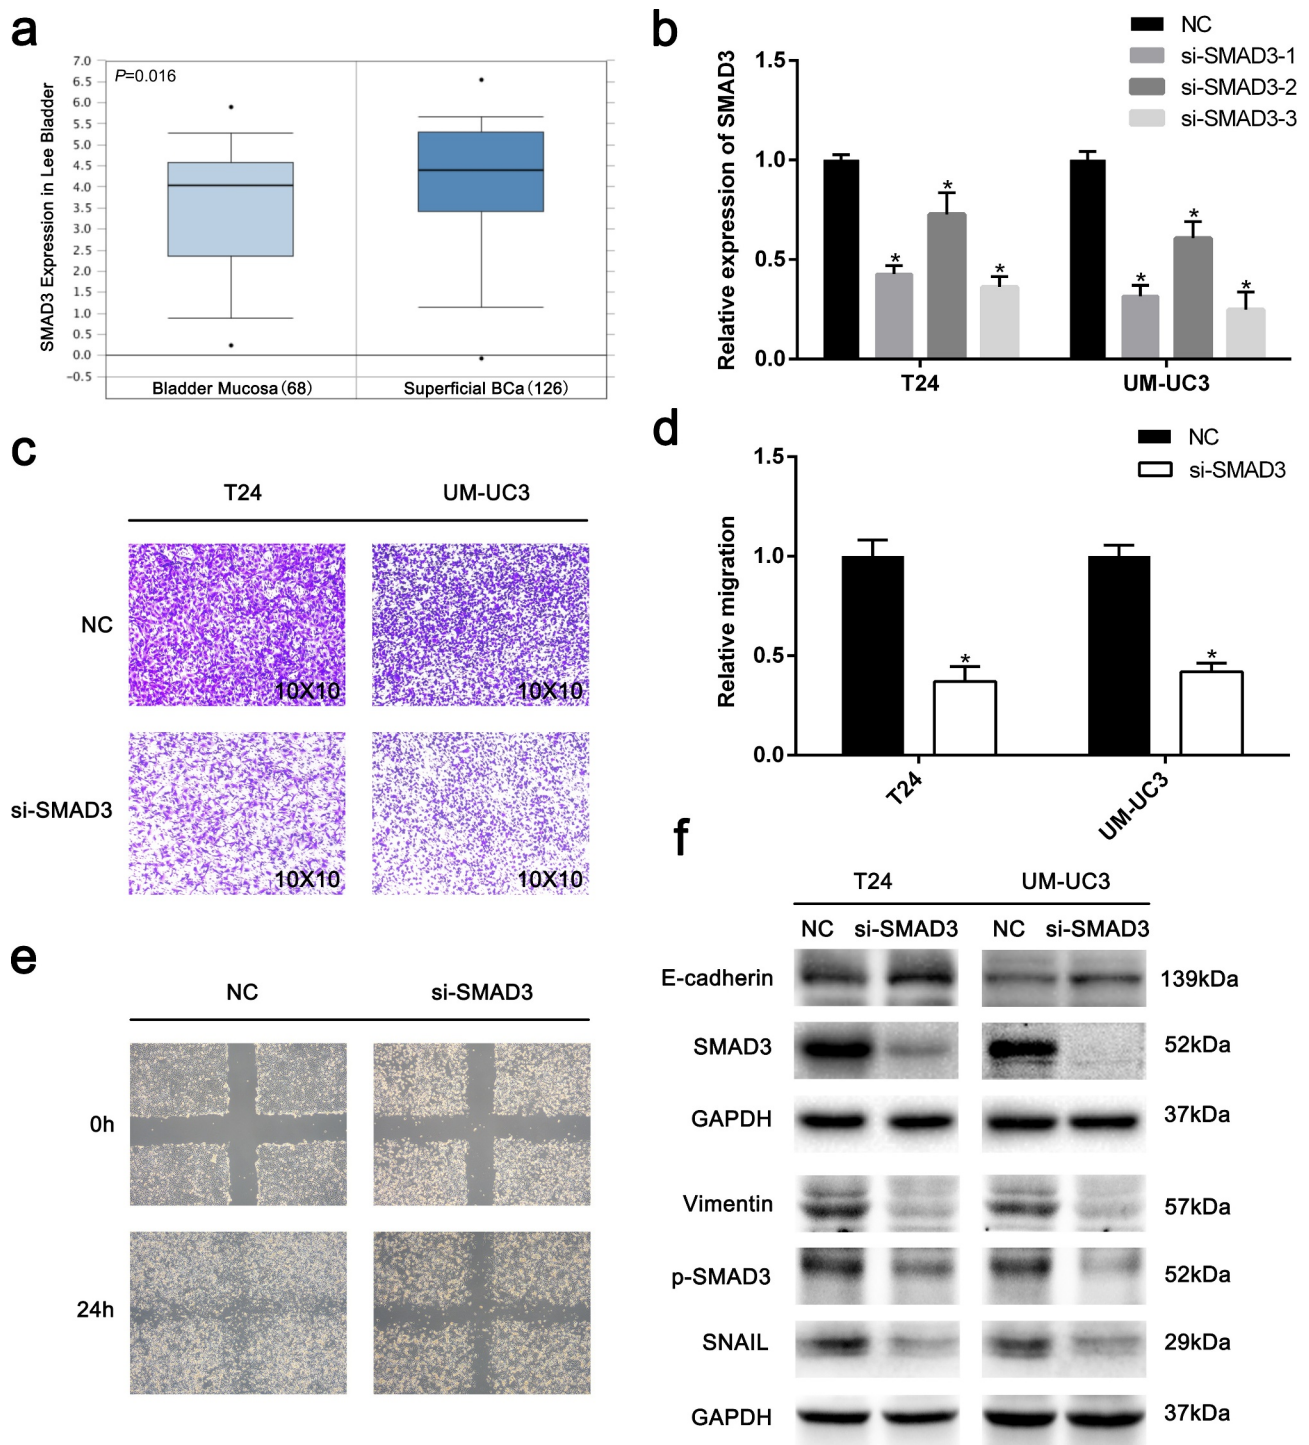 a
SMAD3 Expression in Lee Bladder
7.0
6.5
6.0
5.5
5.0
4.5
4.0
3.5
3.0
2.5
2.0
1.5
1.0
0.5
0.0
-0.5
P=0.016
Bladder Mucosa(68)
Superficial BCa(126)
b
NC
si-SMAD3-1
si-SMAD3-2
si-SMAD3-3
Relative expression of SMAD3
1.5
1.0
0.5
0.0
* * *
* * *
T24
UM-UC3
c
T24 UM-UC3
NC
10X10 10X10
si-SMAD3
10X10 10X10
d
NC
si-SMAD3
Relative migration
1.5
1.0
0.5
0.0
* *
T24
UM-UC3
e
NC si-SMAD3
0h
24h
f
T24 UM-UC3
NC si-SMAD3 NC si-SMAD3
E-cadherin 139kDa
SMAD3 52kDa
GAPDH 37kDa
Vimentin 57kDa
p-SMAD3 52kDa
SNAIL 29kDa
GAPDH 37kDa